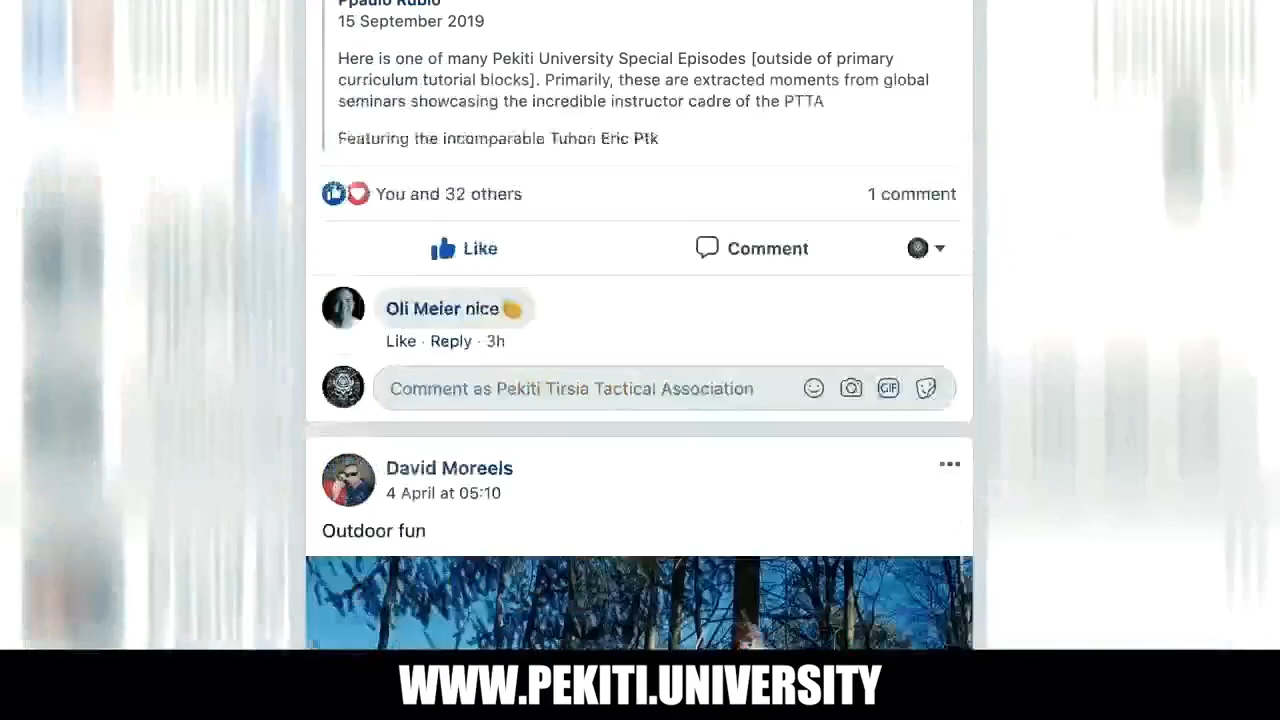 Ppaulo Rubio
15 September 2019
Here is one of many Pekiti University Special Episodes [outside of primary
curriculum tutorial blocks]. Primarily, these are extracted moments from global
seminars showcasing the incredible instructor cadre of the PTTA
Featuring the incomparable Tuhon Eric Ptk
You and 32 others
1 comment
Like
Comment
Oli Meier nice
Like · Reply · 3h
Comment as Pekiti Tirsia Tactical Association
GIF
David Moreels
4 April at 05:10
Outdoor fun
WWW.PEKITI.UNIVERSITY